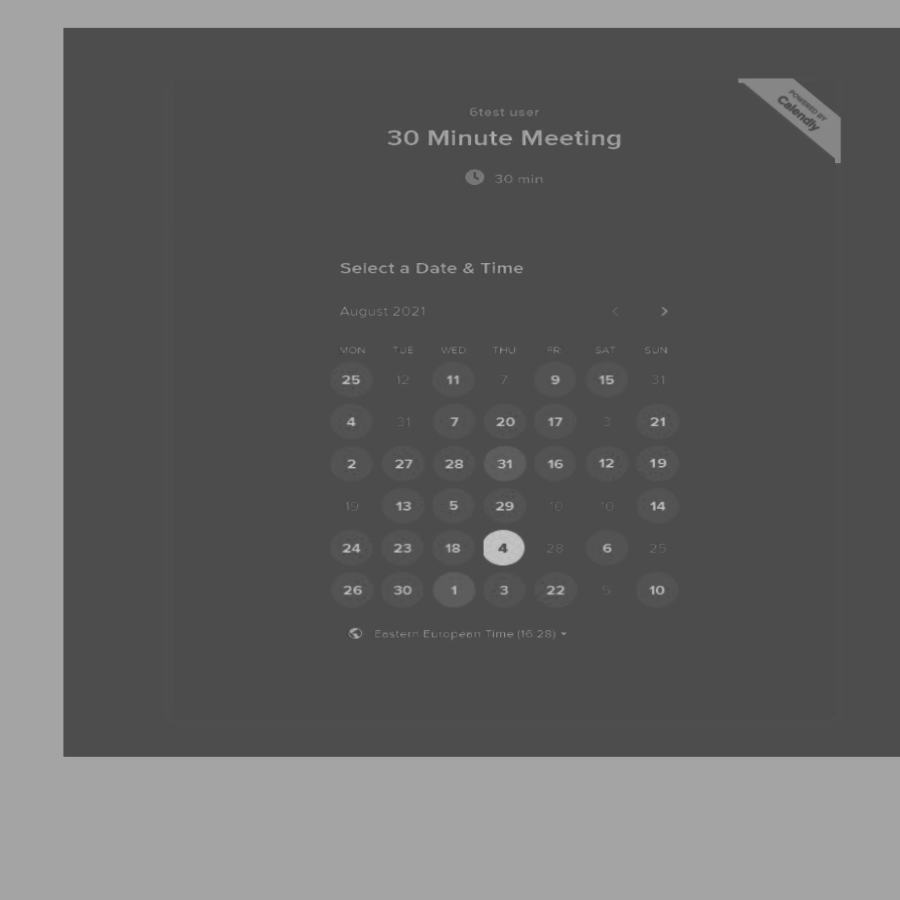 POWERED BY
Calendly
6test user
30 Minute Meeting
30 min
Select a Date & Time
August 2021
MON TUE WED THU FR SAT SUN
25 12 11 7 9 15 31
4 31 7 20 17 3 21
2 27 28 31 16 12 19
19 13 5 29 10 10 14
24 23 18 4 28 6 25
26 30 1 3 22 5 10
Eastern European Time (16:28)